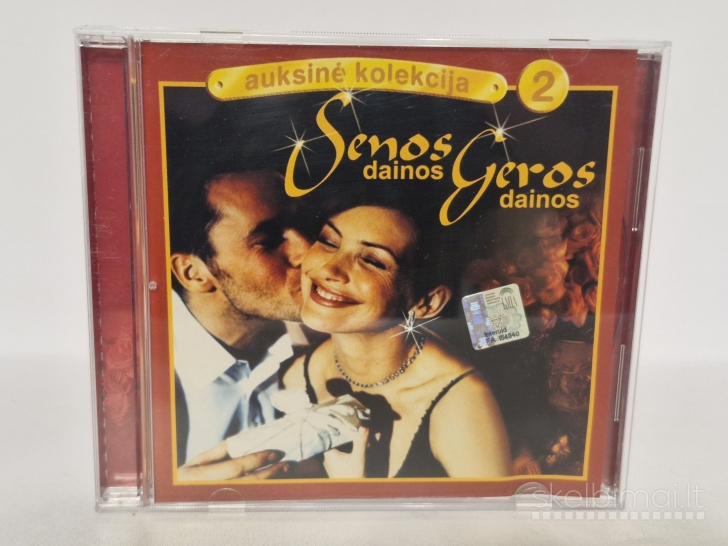 auksinė kolekcija
2
Senos
dainos
Geros
dainos
skelbimai.lt